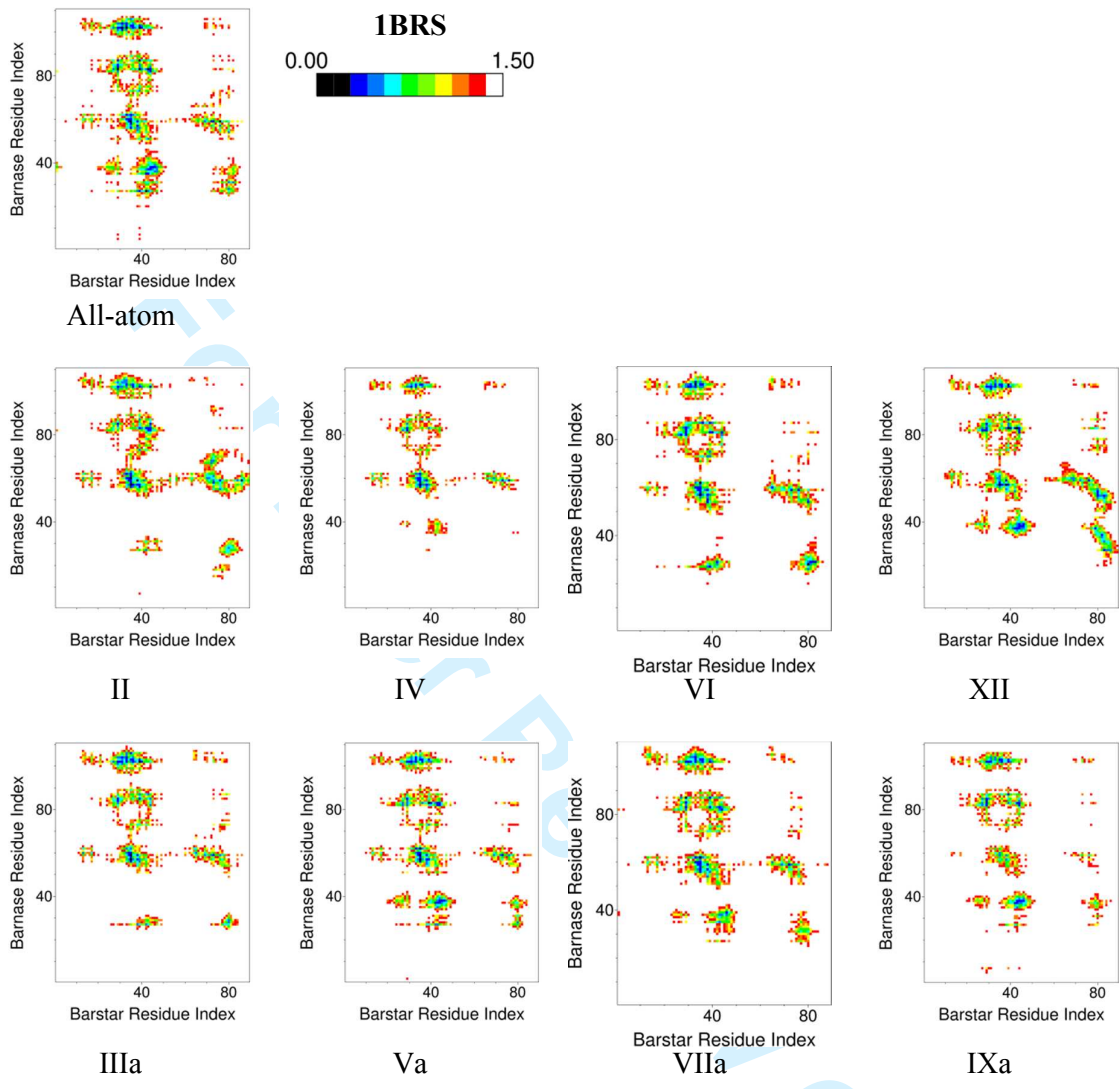 1BRS
0.00 1.50
80
40
Barnase Residue Index
40 80
Barstar Residue Index
All-atom
80
40
Barnase Residue Index
40 80
Barstar Residue Index
II
80
40
Barnase Residue Index
40 80
Barstar Residue Index
IV
80
40
Barnase Residue Index
40 80
Barstar Residue Index
VI
80
40
Barnase Residue Index
40 80
Barstar Residue Index
XII
80
40
Barnase Residue Index
40 80
Barstar Residue Index
IIIa
80
40
Barnase Residue Index
40 80
Barstar Residue Index
Va
80
40
Barnase Residue Index
40 80
Barstar Residue Index
VIIa
80
40
Barnase Residue Index
40 80
Barstar Residue Index
IXa